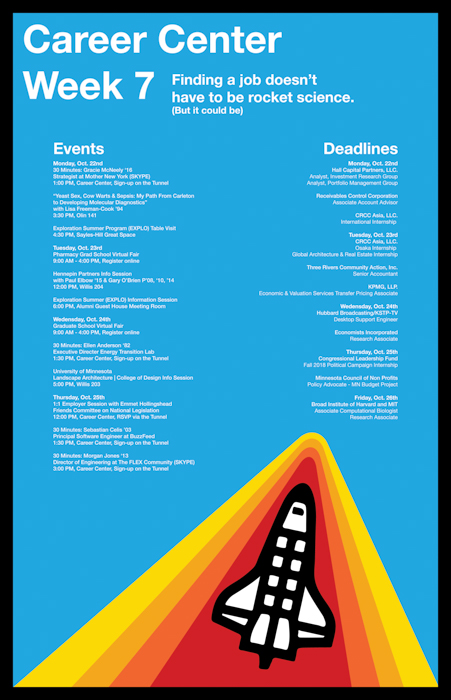 Career Center
Week 7
Finding a job doesn't
have to be rocket science.
(But it could be)
Events
Monday, Oct. 22nd
30 Minutes: Gracie McNeely '16
Strategist at Mother New York (SKYPE)
1:00 PM, Career Center, Sign-up on the Tunnel
"Yeast Sex, Cow Warts & Sepsis: My Path From Carleton
to Developing Molecular Diagnostics"
with Lisa Freeman-Cook '94
3:30 PM, Olin 141
Exploration Summer Program (EXPLO) Table Visit
4:30 PM, Sayles-Hill Great Space
Tuesday, Oct. 23rd
Pharmacy Grad School Virtual Fair
9:00 AM - 4:00 PM, Register online
Hennepin Partners Info Session
with Paul Elbow '13 & Gary O'Brien P'08, '10, '14
12:00 PM, Willis 204
Exploration Summer (EXPLO) Information Session
6:00 PM, Alumni Guest House Meeting Room
Wednesday, Oct. 24th
Graduate School Virtual Fair
9:00 AM - 4:00 PM, Register online
30 Minutes: Ellen Anderson '82
Executive Director Energy Transition Lab
1:30 PM, Career Center, Sign-up on the Tunnel
University of Minnesota
Landscape Architecture | College of Design Info Session
5:00 PM, Willis 203
Thursday, Oct. 25th
1:1 Employer Session with Emmet Hollingshead
Friends Committee on National Legislation
12:00 PM, Career Center, RSVP via the Tunnel
30 Minutes: Sebastian Celis '03
Principal Software Engineer at BuzzFeed
1:30 PM, Career Center, Sign-up on the Tunnel
30 Minutes: Morgan Jones '13
Director of Engineering at The FLEX Community (SKYPE)
3:00 PM, Career Center, Sign-up on the Tunnel
Deadlines
Monday, Oct. 22nd
Hall Capital Partners, LLC.
Analyst, Investment Research Group
Analyst, Portfolio Management Group
Receivables Control Corporation
Associate Account Advisor
CRCC Asia, LLC.
International Internship
Tuesday, Oct. 23rd
CRCC Asia, LLC.
Osaka Internship
Global Architecture & Real Estate Internship
Three Rivers Community Action, Inc.
Senior Accountant
KPMG, LLP.
Economic & Valuation Services Transfer Pricing Associate
Wednesday, Oct. 24th
Hubbard Broadcasting/KSTP-TV
Desktop Support Engineer
Economists Incorporated
Research Associate
Thursday, Oct. 25th
Congressional Leadership Fund
Fall 2018 Political Campaign Internship
Minnesota Council of Non Profits
Policy Advocate - MN Budget Project
Friday, Oct. 26th
Broad Institute of Harvard and MIT
Associate Computational Biologist
Research Associate